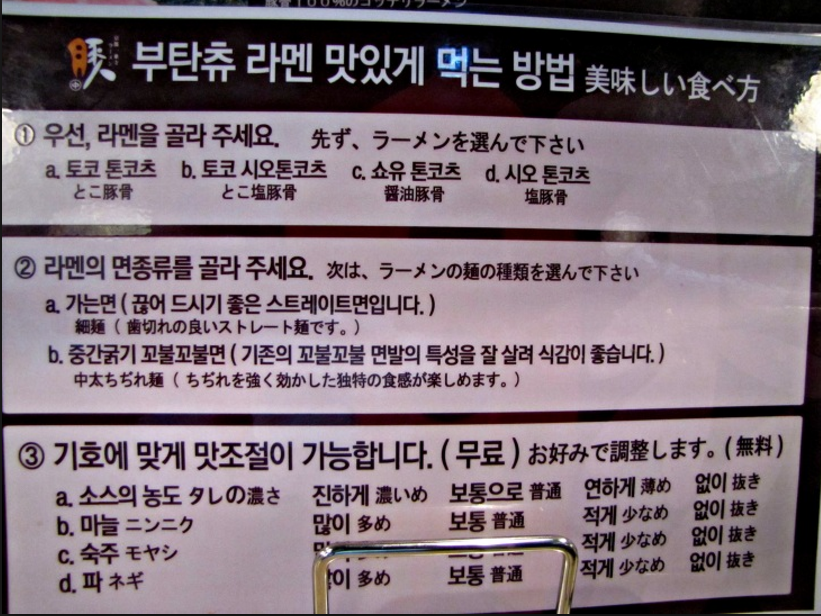 豚骨100%のコッテリラーメン
豚人 부탄츄 라멘 맛있게 먹는 방법 美味しい食べ方
① 우선, 라멘을 골라 주세요. 先ず、ラーメンを選んで下さい
a. 토코 톤코츠 b. 토코 시오톤코츠 c. 쇼유 톤코츠 d. 시오 톤코츠
とこ豚骨 とこ塩豚骨 醤油豚骨 塩豚骨
② 라멘의 면종류를 골라 주세요. 次は、ラーメンの麺の種類を選んで下さい
a. 가는면 ( 끊어 드시기 좋은 스트레이트면입니다. )
細麺 ( 歯切れの良いストレート麺です。)
b. 중간굵기 꼬불꼬불면 ( 기존의 꼬불꼬불 면발의 특성을 잘 살려 식감이 좋습니다. )
中太ちぢれ麺 ( ちぢれを強く効かした独特の食感が楽しめます。)
③ 기호에 맞게 맛조절이 가능합니다. ( 무료 ) お好みで調整します。( 無料 )
a. 소스의 농도 タレの濃さ 진하게 濃いめ 보통으로 普通 연하게 薄め 없이 抜き
b. 마늘 ニンニク 많이 多め 보통 普通 적게 少なめ 없이 抜き
c. 숙주 モヤシ 적게 少なめ 없이 抜き
d. 파 ネギ 多め 보통 普通 적게 少なめ 없이 抜き